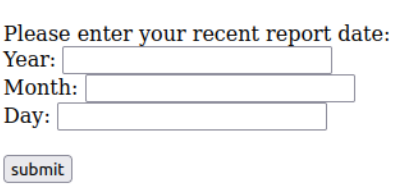 Please enter your recent report date:
Year:
Month:
Day:
submit